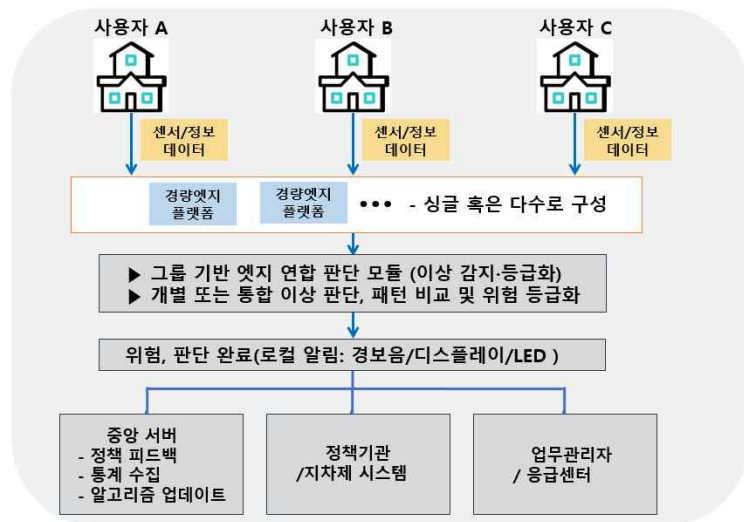 사용자 A
사용자 B
사용자 C
센서/정보
데이터
센서/정보
데이터
센서/정보
데이터
경량엣지
플랫폼
경량엣지
플랫폼
••• - 싱글 혹은 다수로 구성
▶ 그룹 기반 엣지 연합 판단 모듈 (이상 감지·등급화)
▶ 개별 또는 통합 이상 판단, 패턴 비교 및 위험 등급화
위험, 판단 완료(로컬 알림: 경보음/디스플레이/LED )
중앙 서버
- 정책 피드백
- 통계 수집
- 알고리즘 업데이트
정책기관
/지차제 시스템
업무관리자
/ 응급센터